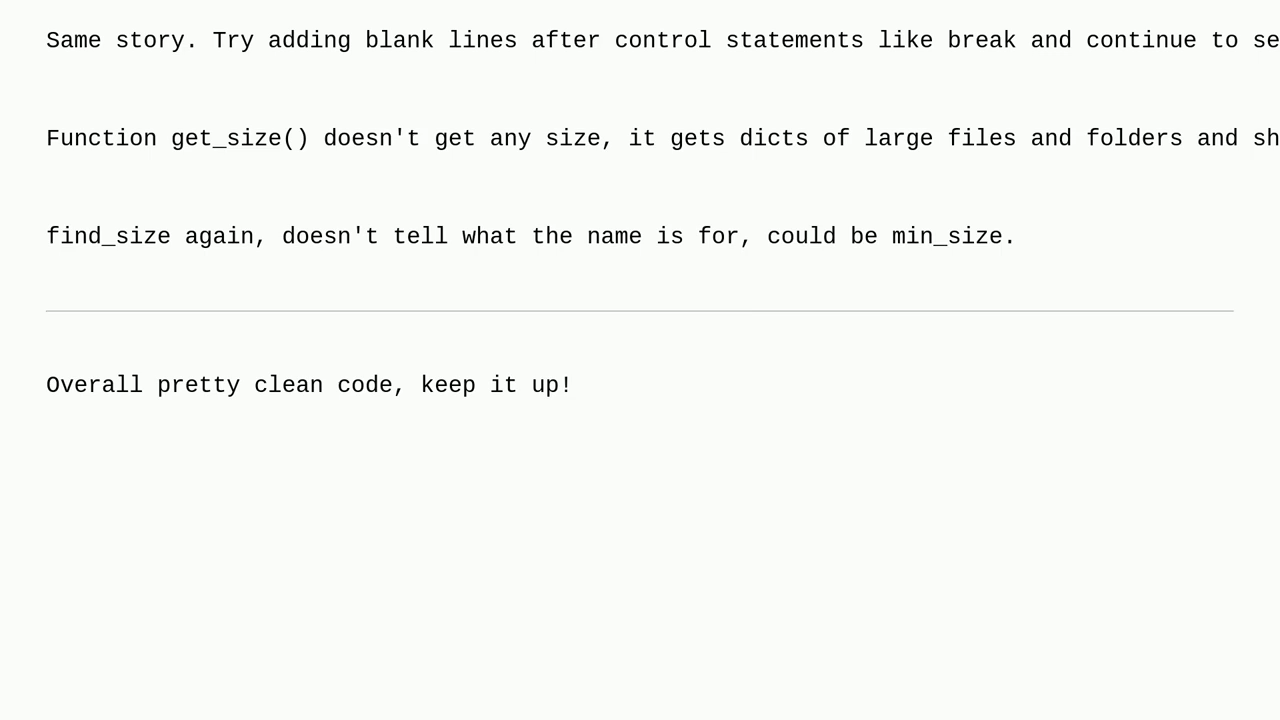 Same story. Try adding blank lines after control statements like break and continue to se
Function get_size() doesn't get any size, it gets dicts of large files and folders and sh
find_size again, doesn't tell what the name is for, could be min_size.
Overall pretty clean code, keep it up!